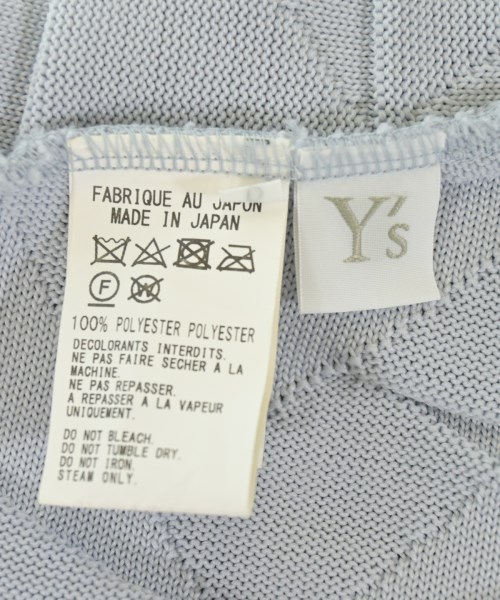 FABRIQUE AU JAPON
MADE IN JAPAN
F W
100% POLYESTER POLYESTER
DECOLORANTS INTERDITS.
NE PAS FAIRE SECHER A LA
MACHINE.
NE PAS REPASSER.
A REPASSER A LA VAPEUR
UNIQUEMENT.
DO NOT BLEACH.
DO NOT TUMBLE DRY.
DO NOT IRON.
STEAM ONLY.
Y's